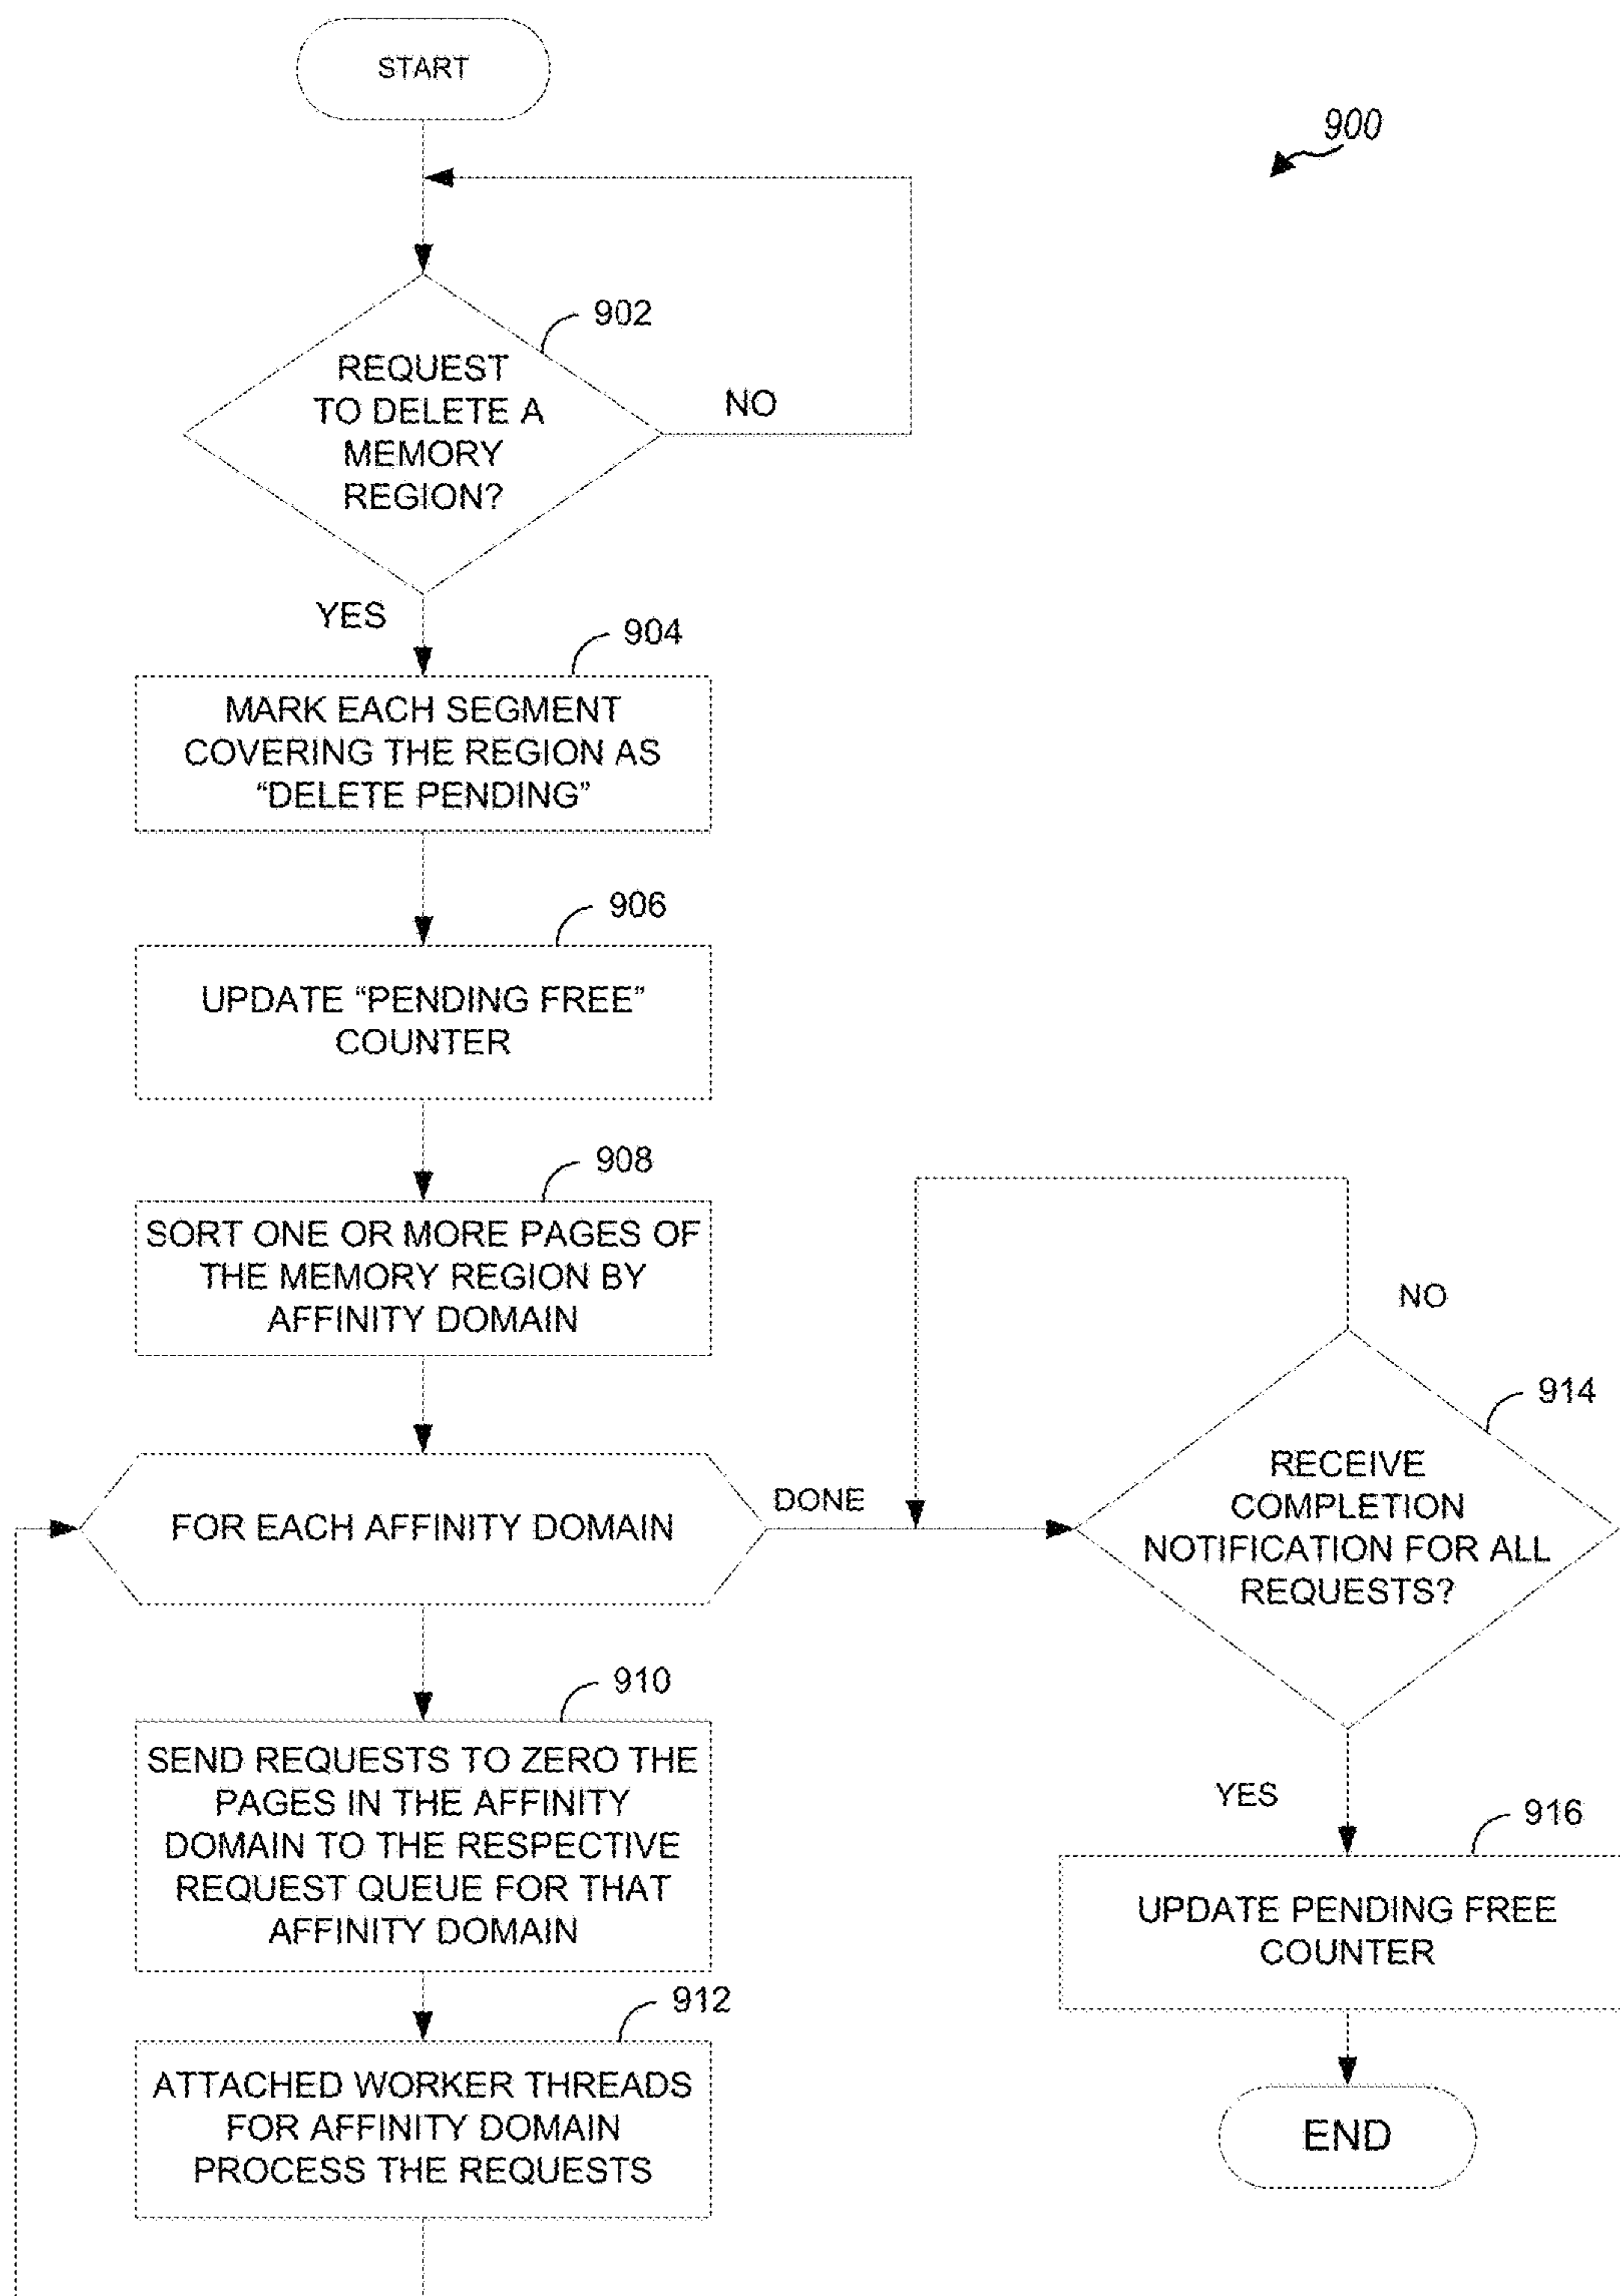 START
900
902
REQUEST
TO DELETE A
MEMORY
REGION?
NO
YES
904
MARK EACH SEGMENT
COVERING THE REGION AS
“DELETE PENDING”
906
UPDATE “PENDING FREE”
COUNTER
908
SORT ONE OR MORE PAGES OF
THE MEMORY REGION BY
AFFINITY DOMAIN
FOR EACH AFFINITY DOMAIN
DONE
910
SEND REQUESTS TO ZERO THE
PAGES IN THE AFFINITY
DOMAIN TO THE RESPECTIVE
REQUEST QUEUE FOR THAT
AFFINITY DOMAIN
912
ATTACHED WORKER THREADS
FOR AFFINITY DOMAIN
PROCESS THE REQUESTS
NO
914
RECEIVE
COMPLETION
NOTIFICATION FOR ALL
REQUESTS?
YES
916
UPDATE PENDING FREE
COUNTER
END